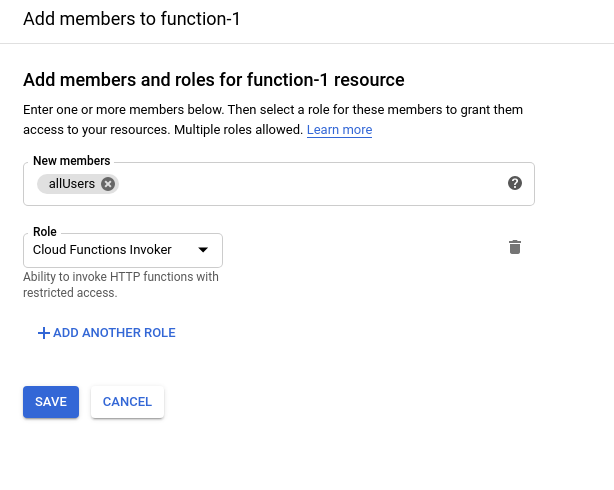 Add members to function-1
Add members and roles for function-1 resource
Enter one or more members below. Then select a role for these members to grant them
access to your resources. Multiple roles allowed. Learn more
New members
allUsers
Role
Cloud Functions Invoker
Ability to invoke HTTP functions with
restricted access.
ADD ANOTHER ROLE
SAVE CANCEL